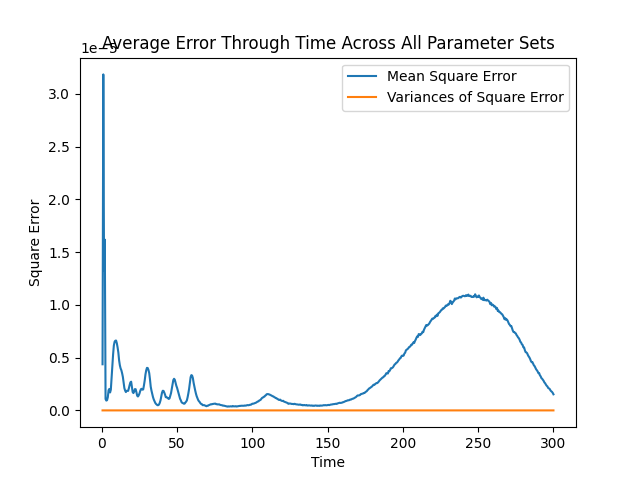 Average Error Through Time Across All Parameter Sets
Mean Square Error
Variances of Square Error
3.0
2.5
2.0
1.5
1.0
0.5
0.0
Square Error
0
50
100
150
200
250
300
Time